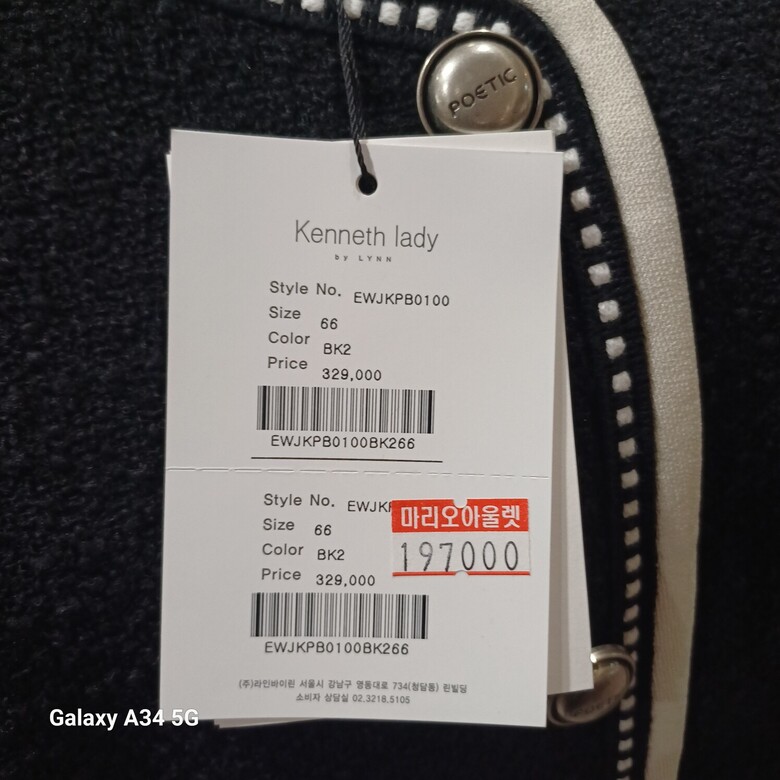 POETIC
Kenneth lady
by LYNN
Style No. EWJKPB0100
Size 66
Color BK2
Price 329,000
EWJKPB0100BK266
Style No. EWJK
마리오아울렛
Size 66
197000
Color BK2
Price 329,000
EWJKPB0100BK266
(주)라인바이린 서울시 강남구 영동대로 734(청담동) 린빌딩
소비자 상담실 02.3218.5105
Galaxy A34 5G